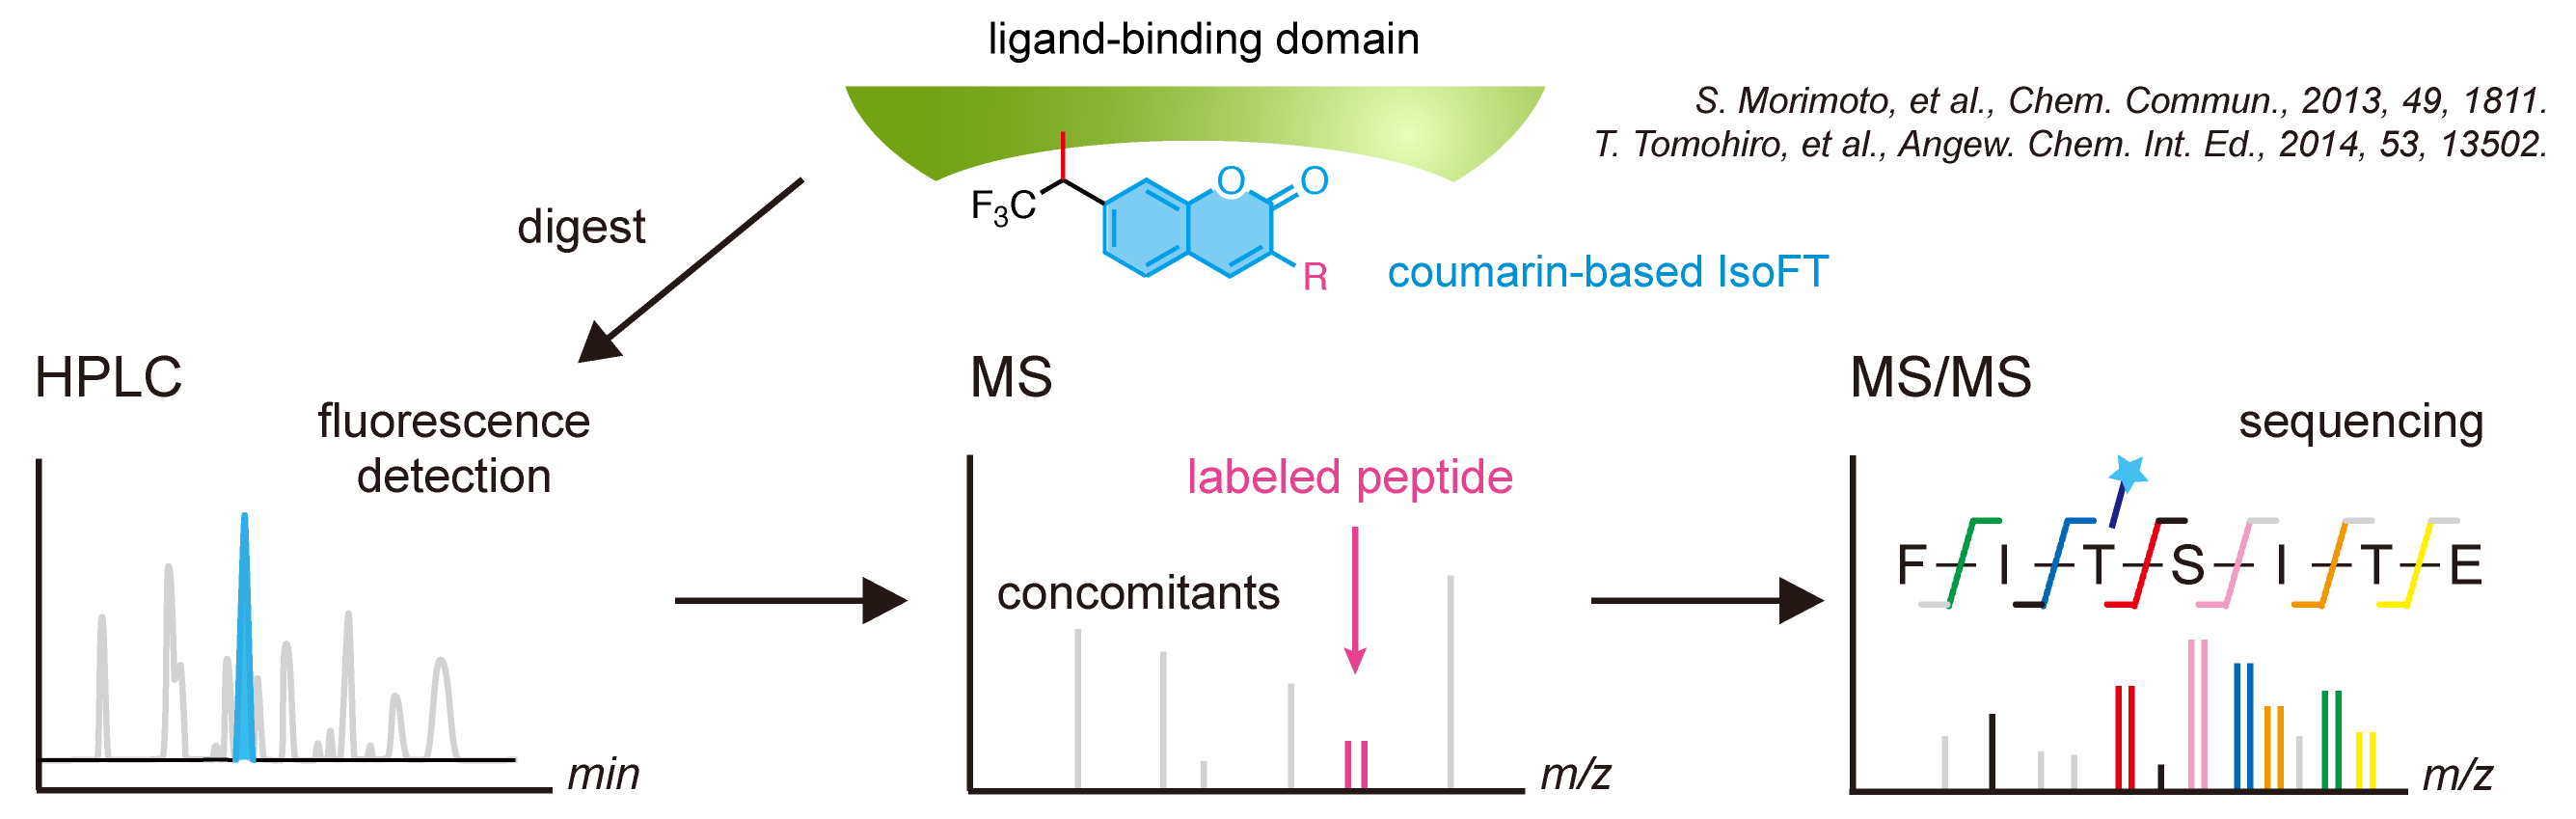 ligand-binding domain
S. Morimoto, et al., Chem. Commun., 2013, 49, 1811.
T. Tomohiro, et al., Angew. Chem. Int. Ed., 2014, 53, 13502.
F3C
O
O
R
coumarin-based IsoFT
digest
HPLC
fluorescence
detection
min
MS
labeled peptide
concomitants
m/z
MS/MS
sequencing
F I T S I T E
m/z